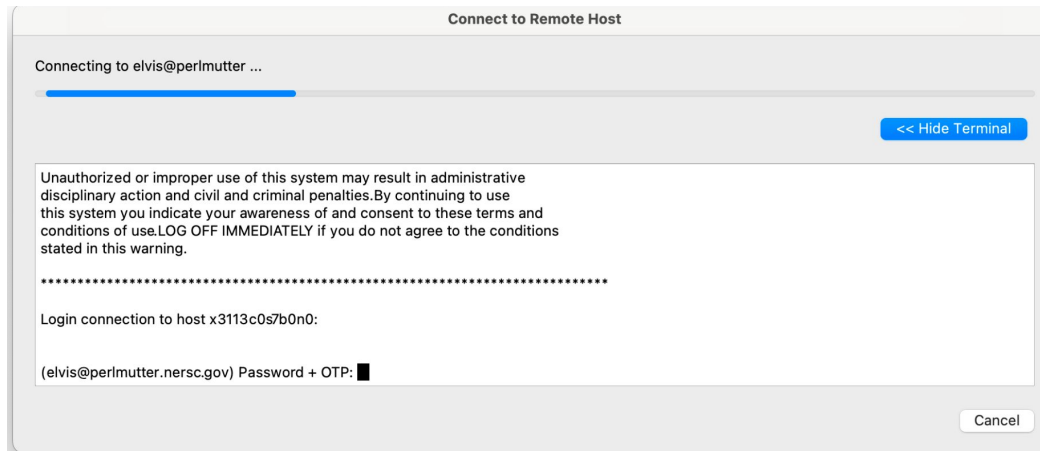 Connect to Remote Host
Connecting to elvis@perlmutter ...
<< Hide Terminal
Unauthorized or improper use of this system may result in administrative
disciplinary action and civil and criminal penalties.By continuing to use
this system you indicate your awareness of and consent to these terms and
conditions of use.LOG OFF IMMEDIATELY if you do not agree to the conditions
stated in this warning.
*****************************************************************************
Login connection to host x3113c0s7b0n0:
(elvis@perlmutter.nersc.gov) Password + OTP:
Cancel